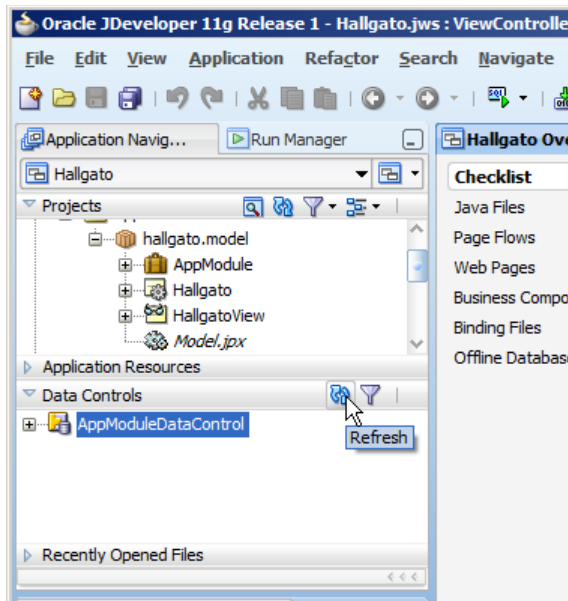 Oracle JDeveloper 11g Release 1 - Hallgato.jws : ViewControlle
File Edit View Application Refactor Search Navigate
Application Navig... Run Manager
Hallgato Ove
Hallgato
Checklist
Projects
Java Files
hallgato.model
Page Flows
AppModule
Web Pages
Hallgato
Business Compo
HallgatoView
Binding Files
Model.jpx
Offline Databas
Application Resources
Data Controls
AppModuleDataControl
Refresh
Recently Opened Files